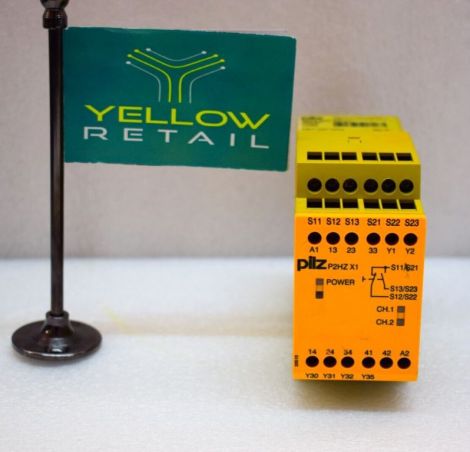 YELLOW
RETAIL
S11 S12 S13 S21 S22 S23
A1 13 23 33 Y1 Y2
pilz P2HZ X1
S11/S21
POWER
S13/S23
S12/S22
CH.1
CH.2
14 24 34 41 42 A2
Y30 Y31 Y32 Y35